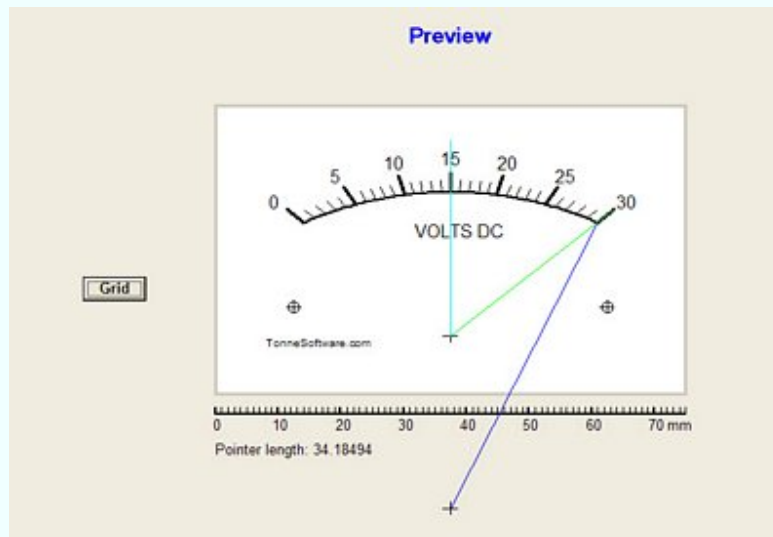 Preview
0 5 10 15 20 25 30
VOLTS DC
Grid
TonneSoftware.com
0 10 20 30 40 50 60 70 mm
Pointer length: 34.18494